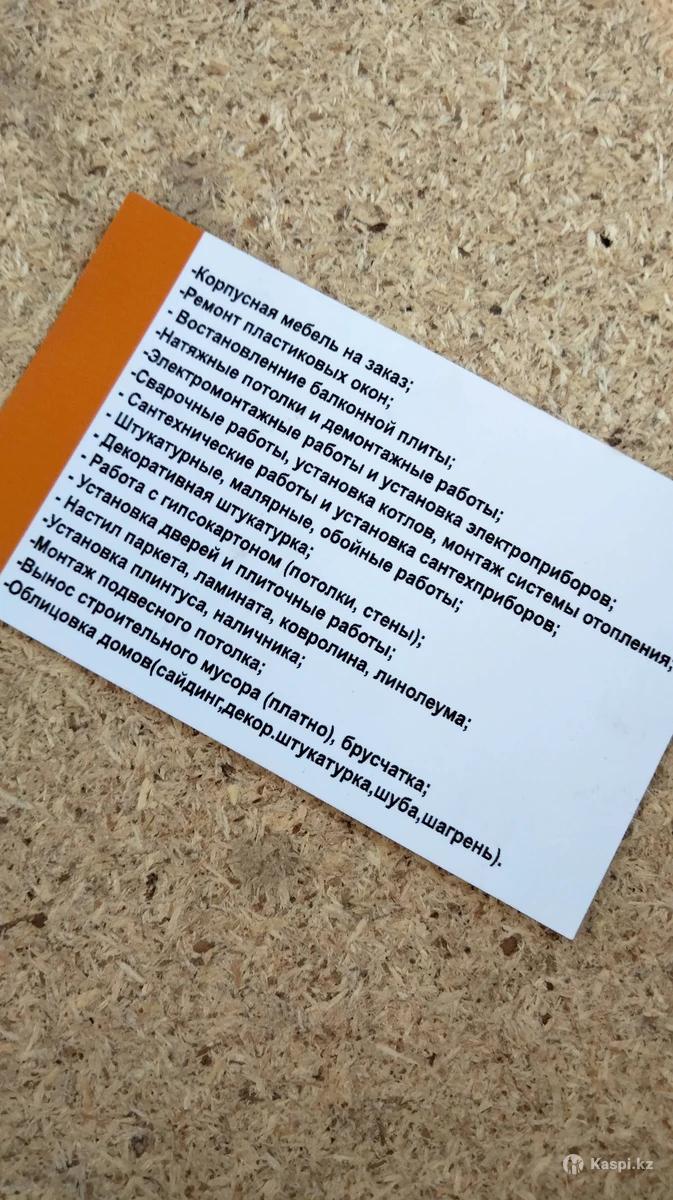 -Корпусная мебель на заказ;
-Ремонт пластиковых окон;
- Востановленние балконной плиты;
-Натяжные потолки и демонтажные работы;
-Электромонтажные работы и установка электроприборов;
-Сварочные работы, установка котлов, монтаж системы отопления;
- Сантехнические работы и установка сантехприборов;
- Штукатурные, малярные, обойные работы;
- Декоративная штукатурка;
- Работа с гипсокартоном (потолки, стены);
- Установка дверей и плиточные работы;
- Настил паркета, ламината, ковролина, линолеума;
-Установка плинтуса, наличника;
-Монтаж подвесного потолка;
-Вынос строительного мусора (платно), брусчатка;
-Облицовка домов(сайдинг,декор.штукатурка,шуба,шагрень).
Kaspi.kz